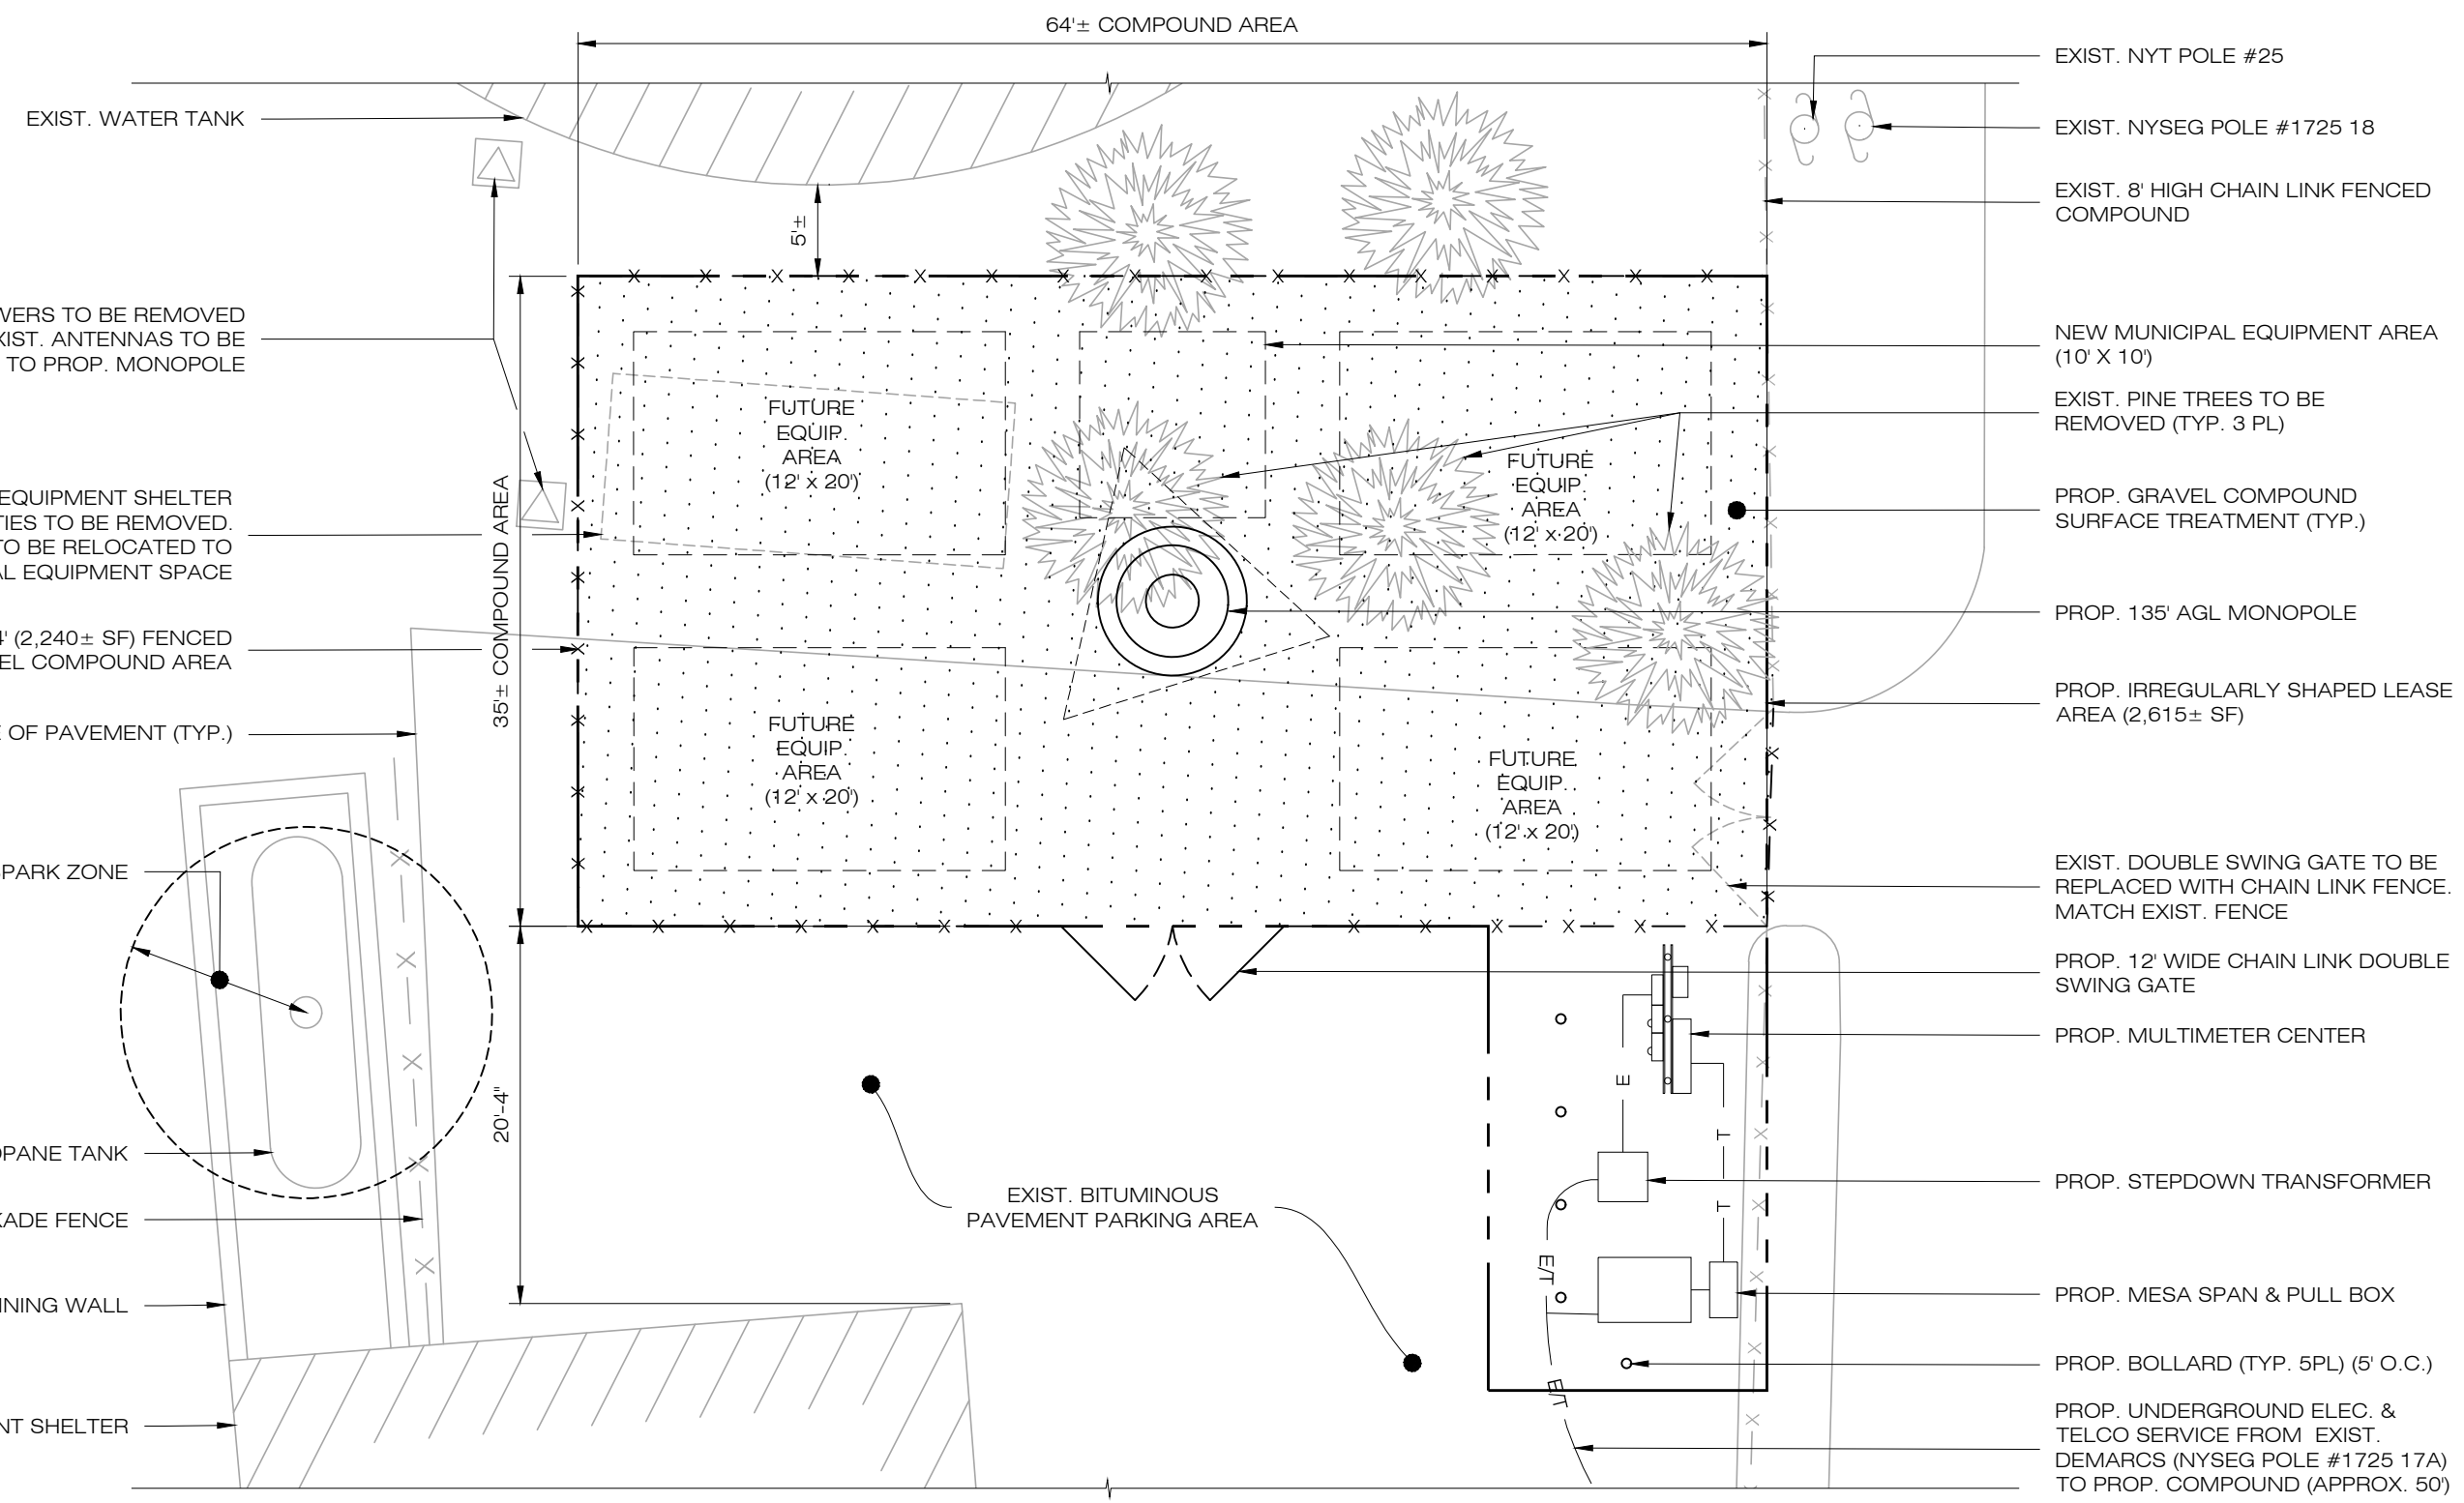 64'± COMPOUND AREA
EXIST. WATER TANK
WERS TO BE REMOVED
XIST. ANTENNAS TO BE
TO PROP. MONOPOLE
EQUIPMENT SHELTER
TIES TO BE REMOVED.
TO BE RELOCATED TO
AL EQUIPMENT SPACE
4' (2,240± SF) FENCED
EL COMPOUND AREA
E OF PAVEMENT (TYP.)
SPARK ZONE
OPANE TANK
KADE FENCE
INING WALL
NT SHELTER
5'±
35'± COMPOUND AREA
20'-4"
FUTURE
EQUIP.
AREA
(12' x 20')
FUTURE
EQUIP.
AREA
(12' x 20')
FUTURE
EQUIP.
AREA
(12' x 20')
FUTURE
EQUIP.
AREA
(12' x 20')
EXIST. BITUMINOUS
PAVEMENT PARKING AREA
E
T
T
E/T
E/T
EXIST. NYT POLE #25
EXIST. NYSEG POLE #1725 18
EXIST. 8' HIGH CHAIN LINK FENCED
COMPOUND
NEW MUNICIPAL EQUIPMENT AREA
(10' X 10')
EXIST. PINE TREES TO BE
REMOVED (TYP. 3 PL)
PROP. GRAVEL COMPOUND
SURFACE TREATMENT (TYP.)
PROP. 135' AGL MONOPOLE
PROP. IRREGULARLY SHAPED LEASE
AREA (2,615± SF)
EXIST. DOUBLE SWING GATE TO BE
REPLACED WITH CHAIN LINK FENCE.
MATCH EXIST. FENCE
PROP. 12' WIDE CHAIN LINK DOUBLE
SWING GATE
PROP. MULTIMETER CENTER
PROP. STEPDOWN TRANSFORMER
PROP. MESA SPAN & PULL BOX
PROP. BOLLARD (TYP. 5PL) (5' O.C.)
PROP. UNDERGROUND ELEC. &
TELCO SERVICE FROM EXIST.
DEMARCS (NYSEG POLE #1725 17A)
TO PROP. COMPOUND (APPROX. 50')